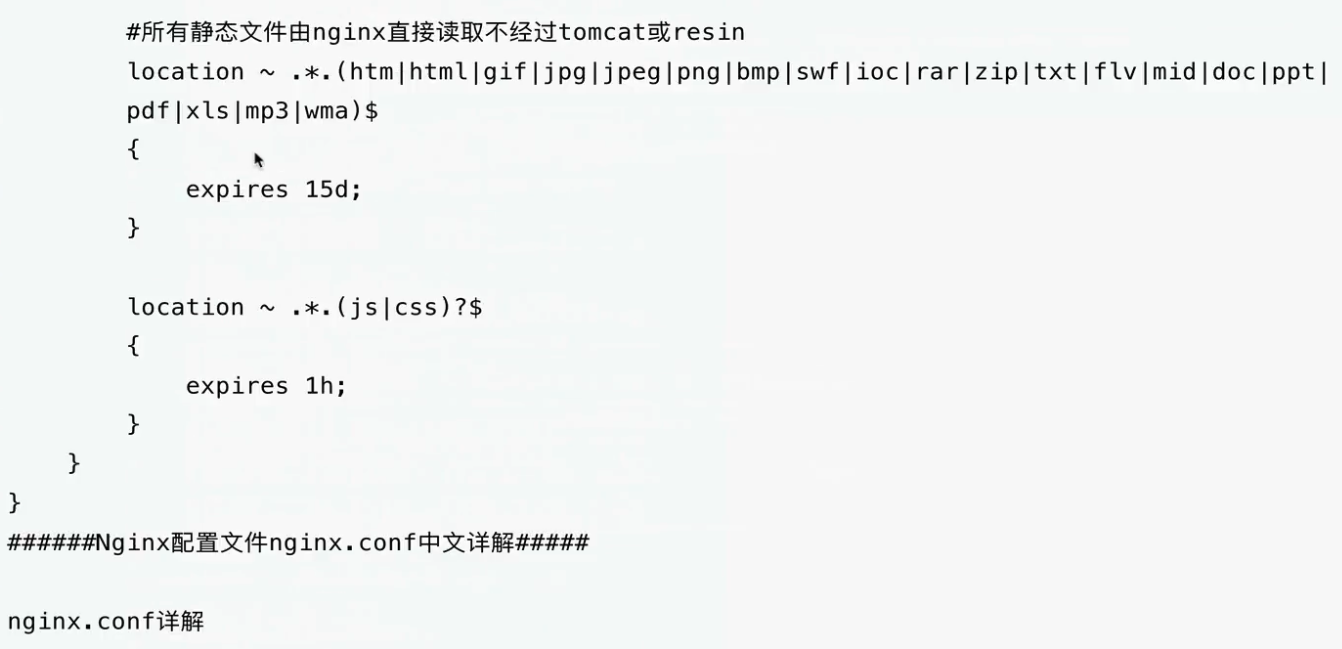 #所有静态文件由nginx直接读取不经过tomcat或resin
location ~ .*.(htm|html|gif|jpg|jpeg|png|bmp|swf|ioc|rar|zip|txt|flv|mid|doc|ppt|
pdf|xls|mp3|wma)$
{
expires 15d;
}
location ~ .*.(js|css)?$
{
expires 1h;
}
}
}
######Nginx配置文件nginx.conf中文详解#####
nginx.conf详解